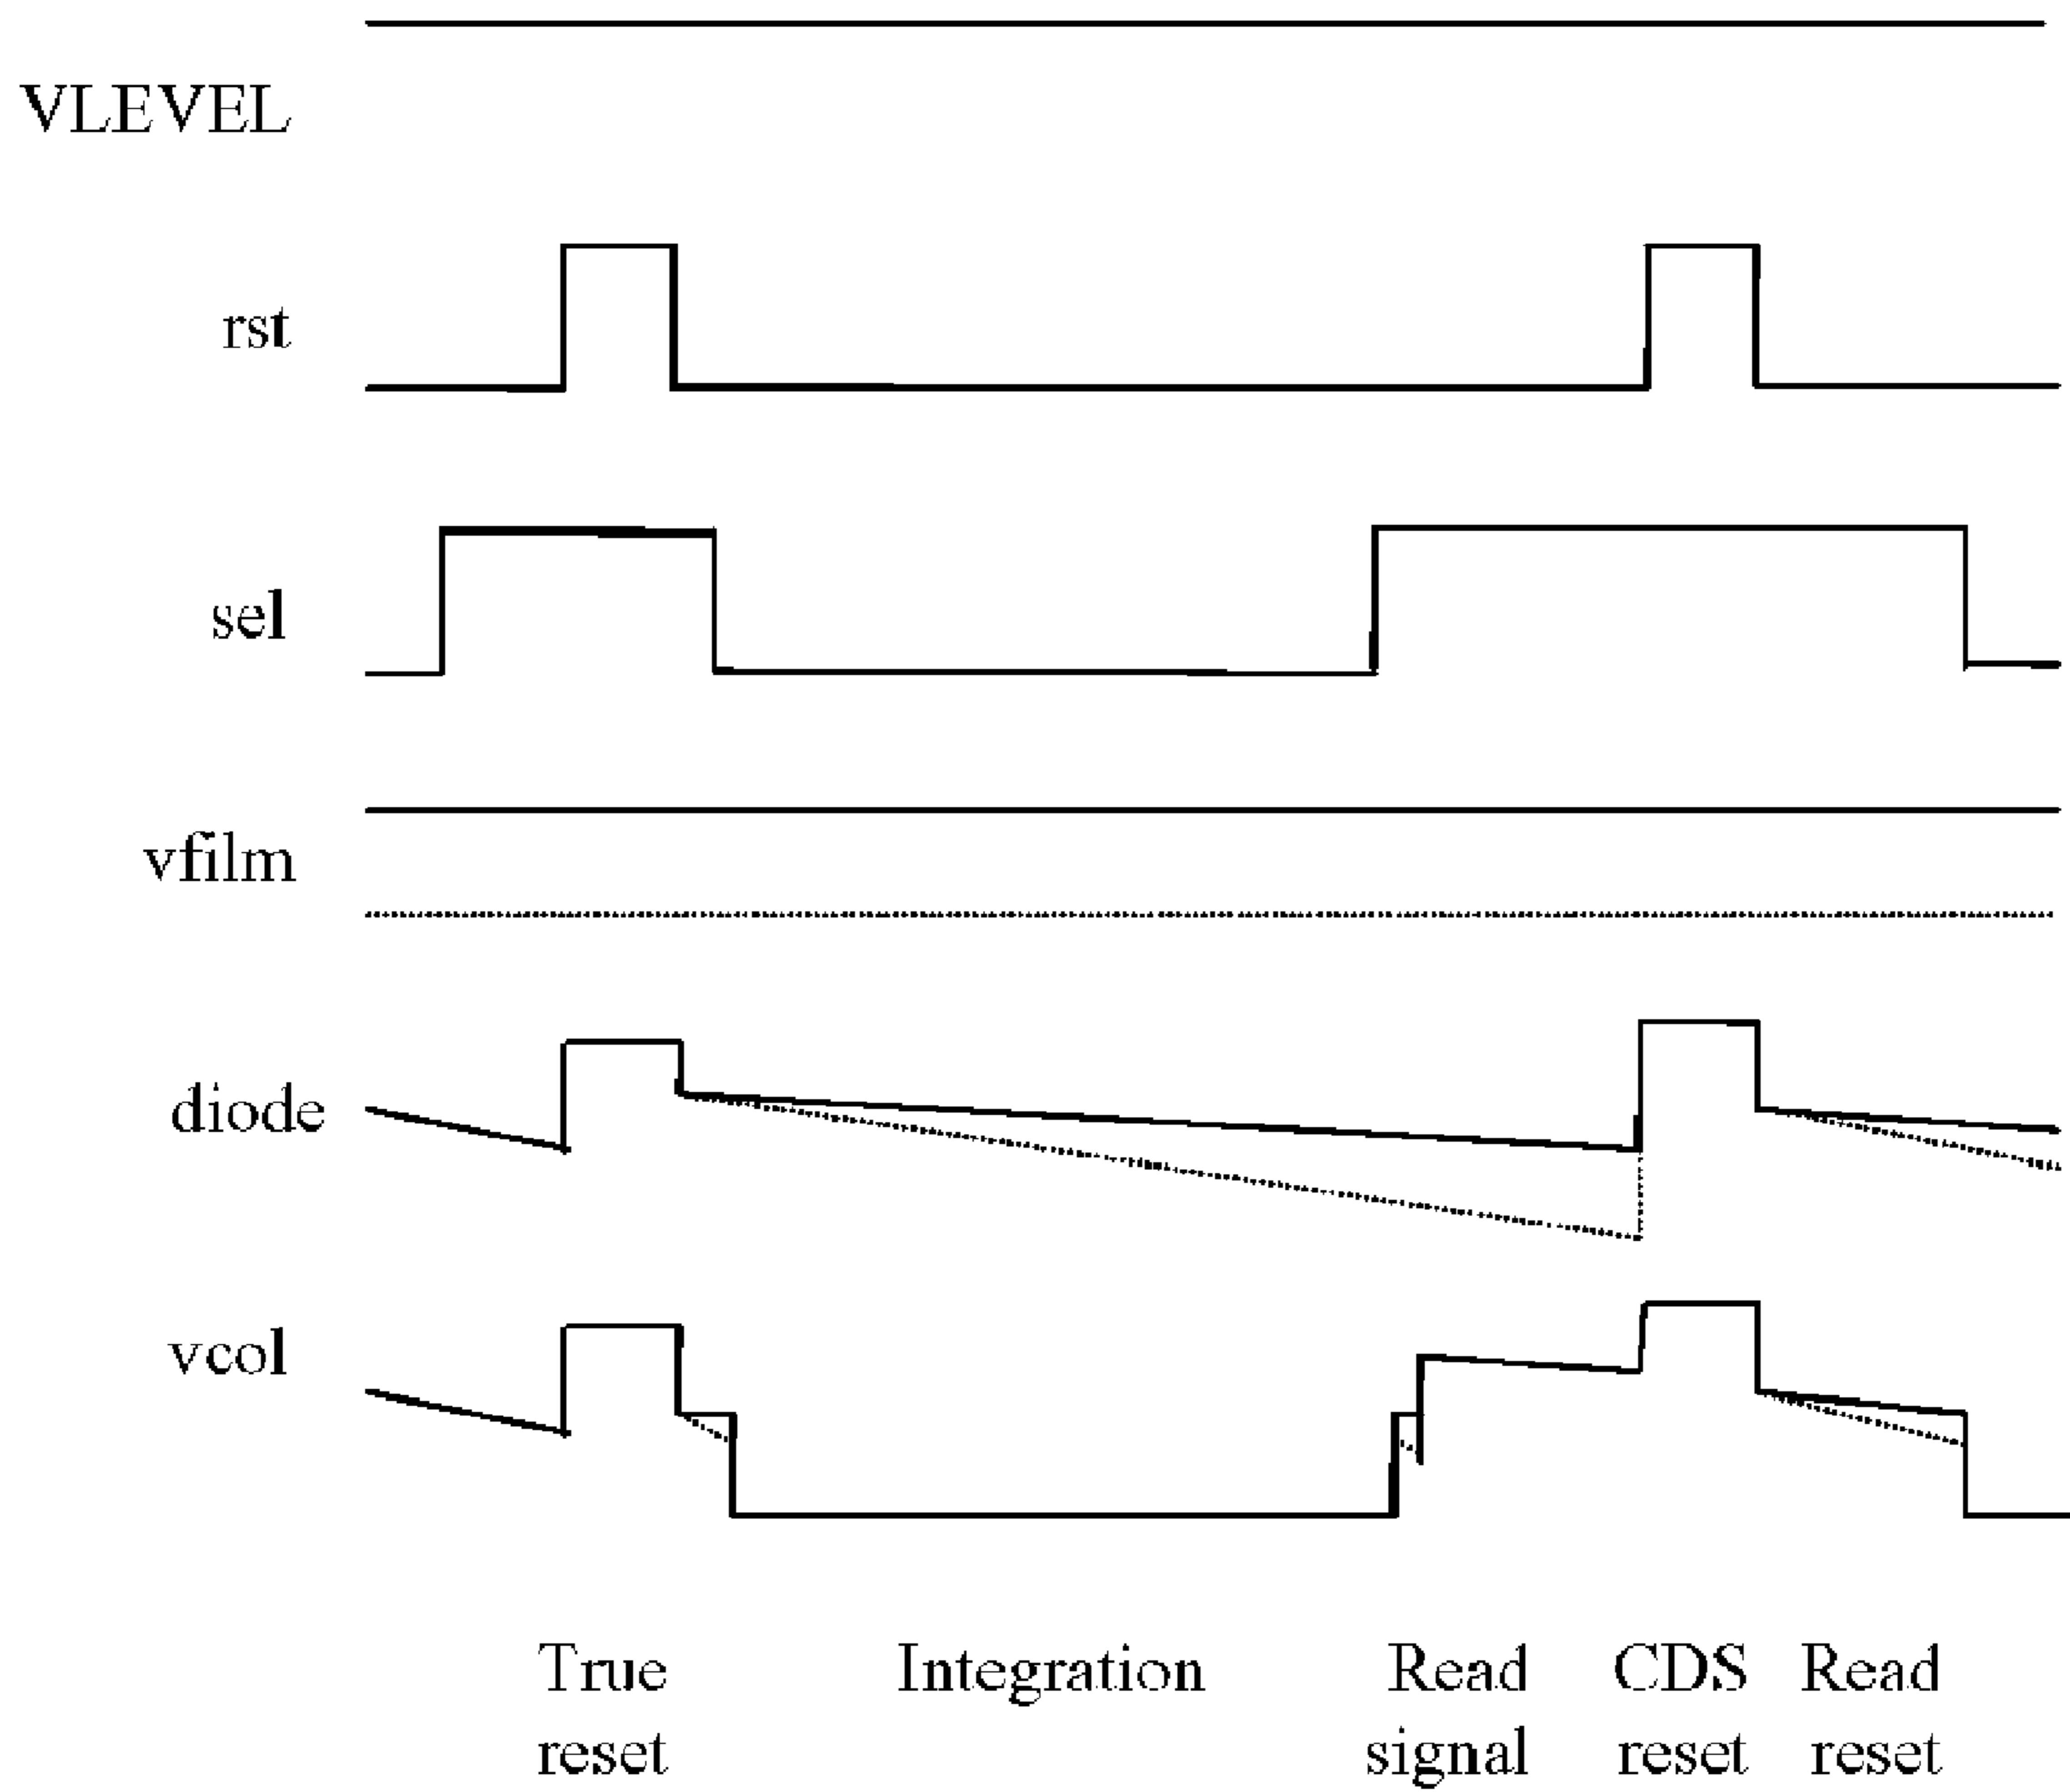 VLEVEL
rst
sel
vfilm
diode
vcol
True Integration Read CDS Read
reset signal reset reset